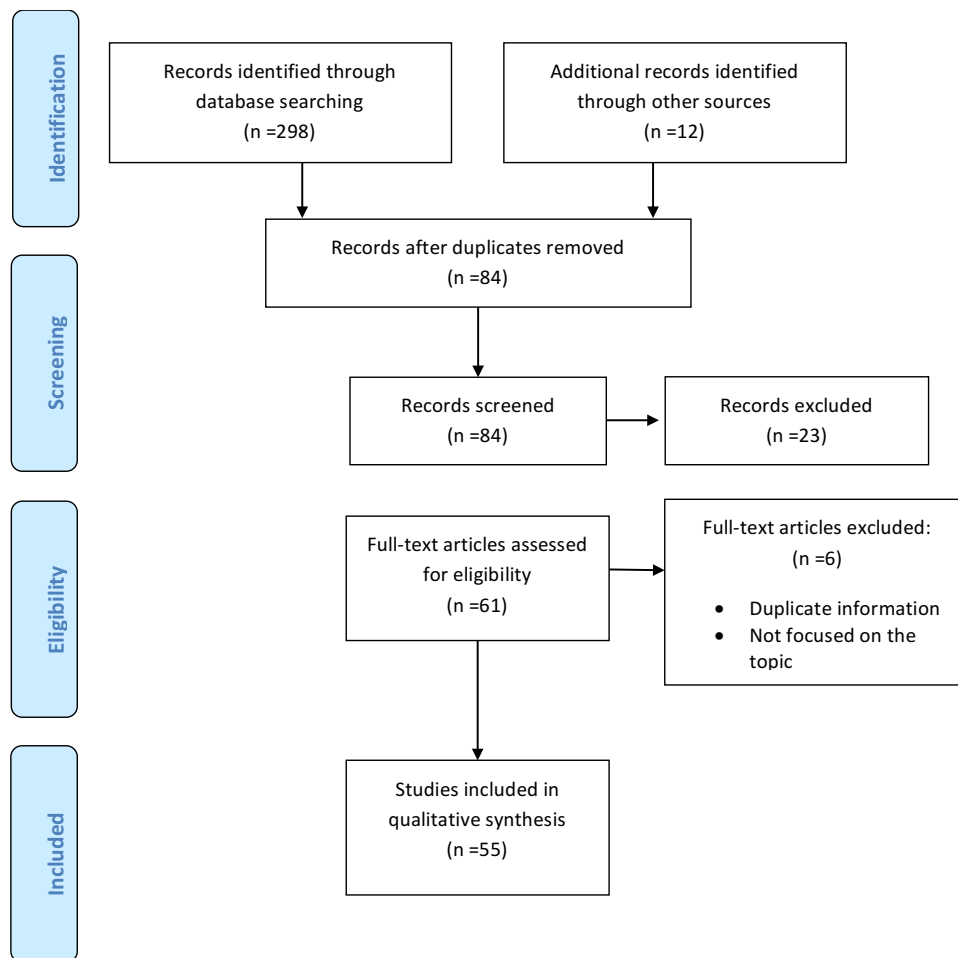 Identification
Records identified through
database searching
(n =298)
Additional records identified
through other sources
(n =12)
Records after duplicates removed
(n =84)
Screening
Records screened
(n =84)
Records excluded
(n =23)
Eligibility
Full-text articles assessed
for eligibility
(n =61)
Full-text articles excluded:
(n =6)
• Duplicate information
• Not focused on the
topic
Included
Studies included in
qualitative synthesis
(n =55)